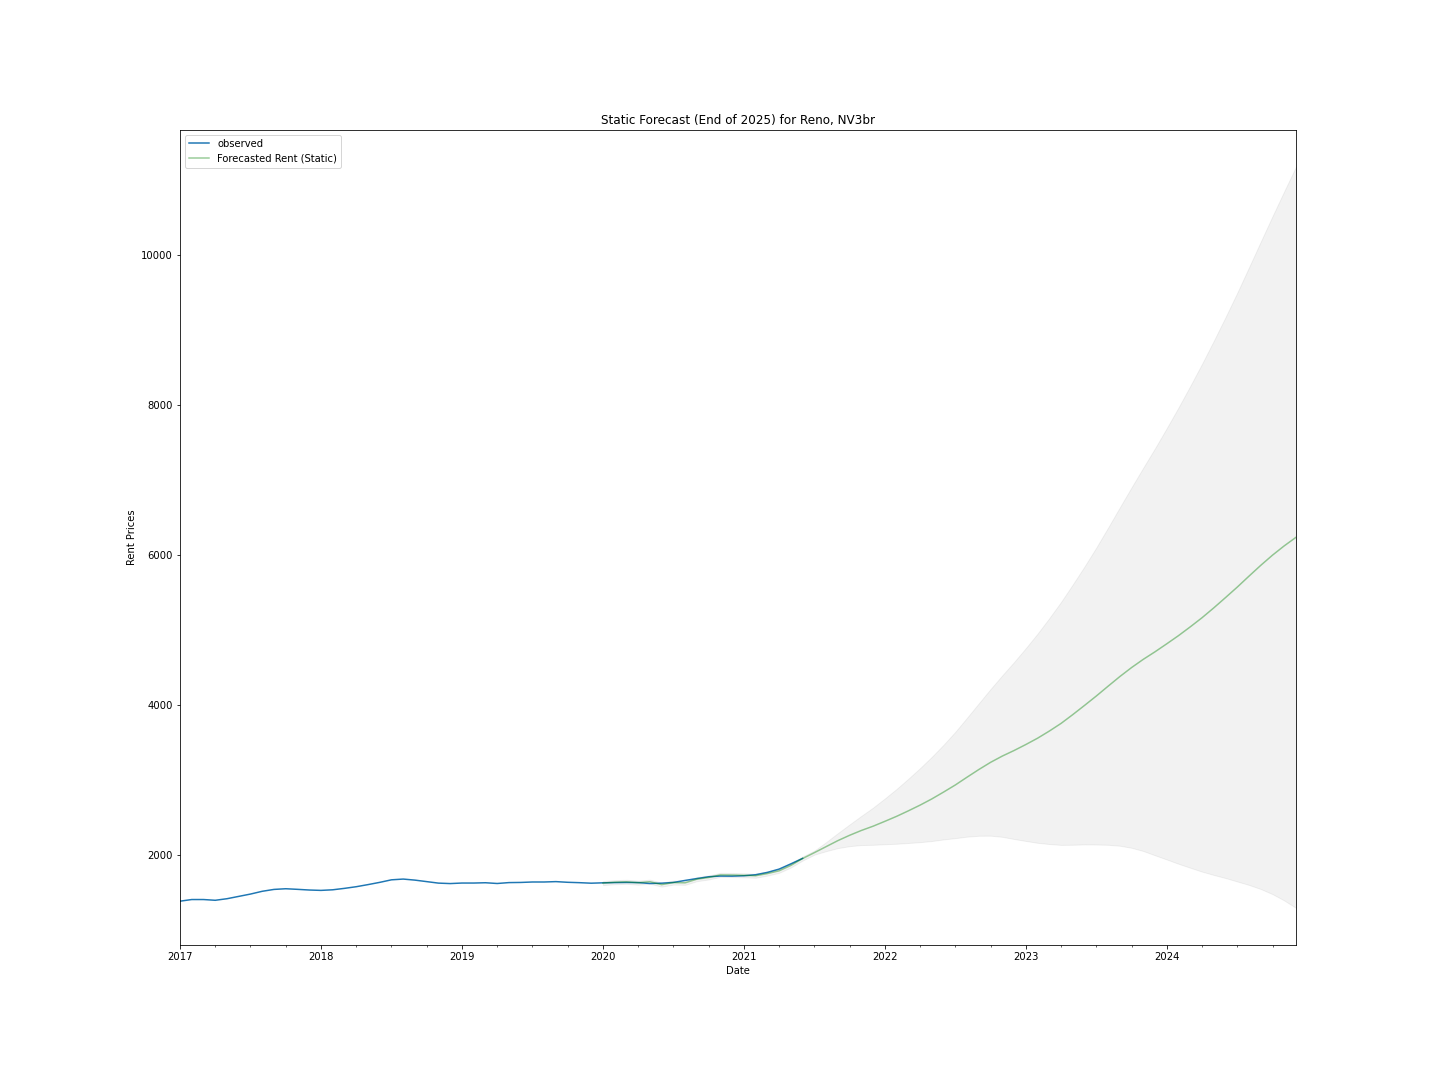 Static Forecast (End of 2025) for Reno, NV3br
observed
Forecasted Rent (Static)
10000
8000
6000
4000
2000
Rent Prices
2017 2018 2019 2020 2021 2022 2023 2024
Date